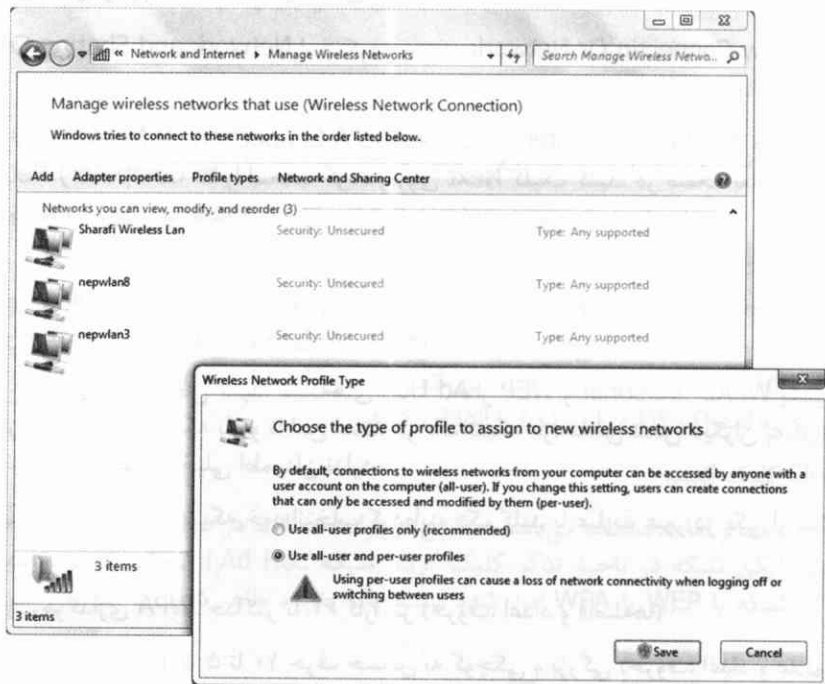 « Network and Internet ▸ Manage Wireless Networks
Search Manage Wireless Netwo...
Manage wireless networks that use (Wireless Network Connection)
Windows tries to connect to these networks in the order listed below.
Add Adapter properties Profile types Network and Sharing Center
Networks you can view, modify, and reorder (3)
Sharafi Wireless Lan Security: Unsecured Type: Any supported
nepwlan8 Security: Unsecured Type: Any supported
nepwlan3 Security: Unsecured Type: Any supported
3 items
3 items
Wireless Network Profile Type
Choose the type of profile to assign to new wireless networks
By default, connections to wireless networks from your computer can be accessed by anyone with a
user account on the computer (all-user). If you change this setting, users can create connections
that can only be accessed and modified by them (per-user).
Use all-user profiles only (recommended)
Use all-user and per-user profiles
Using per-user profiles can cause a loss of network connectivity when logging off or
switching between users
Save Cancel